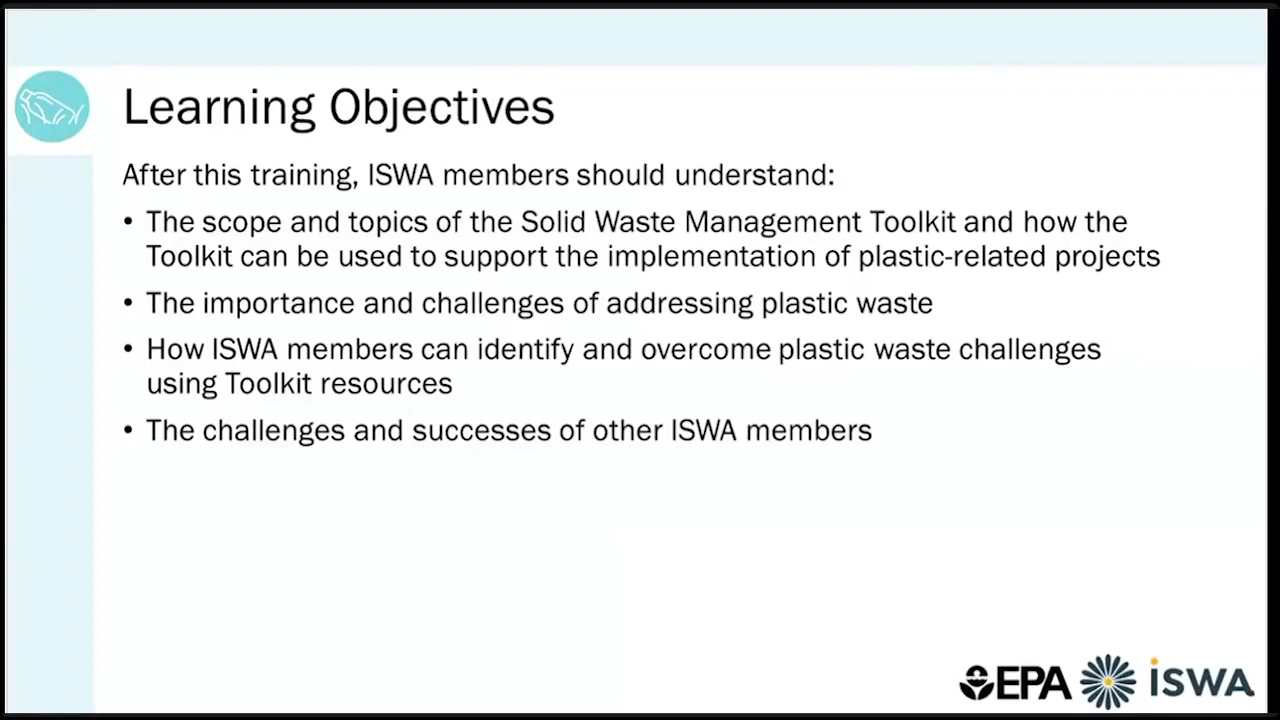 Learning Objectives
After this training, ISWA members should understand:
• The scope and topics of the Solid Waste Management Toolkit and how the
Toolkit can be used to support the implementation of plastic-related projects
• The importance and challenges of addressing plastic waste
• How ISWA members can identify and overcome plastic waste challenges
using Toolkit resources
• The challenges and successes of other ISWA members
EPA iSWA